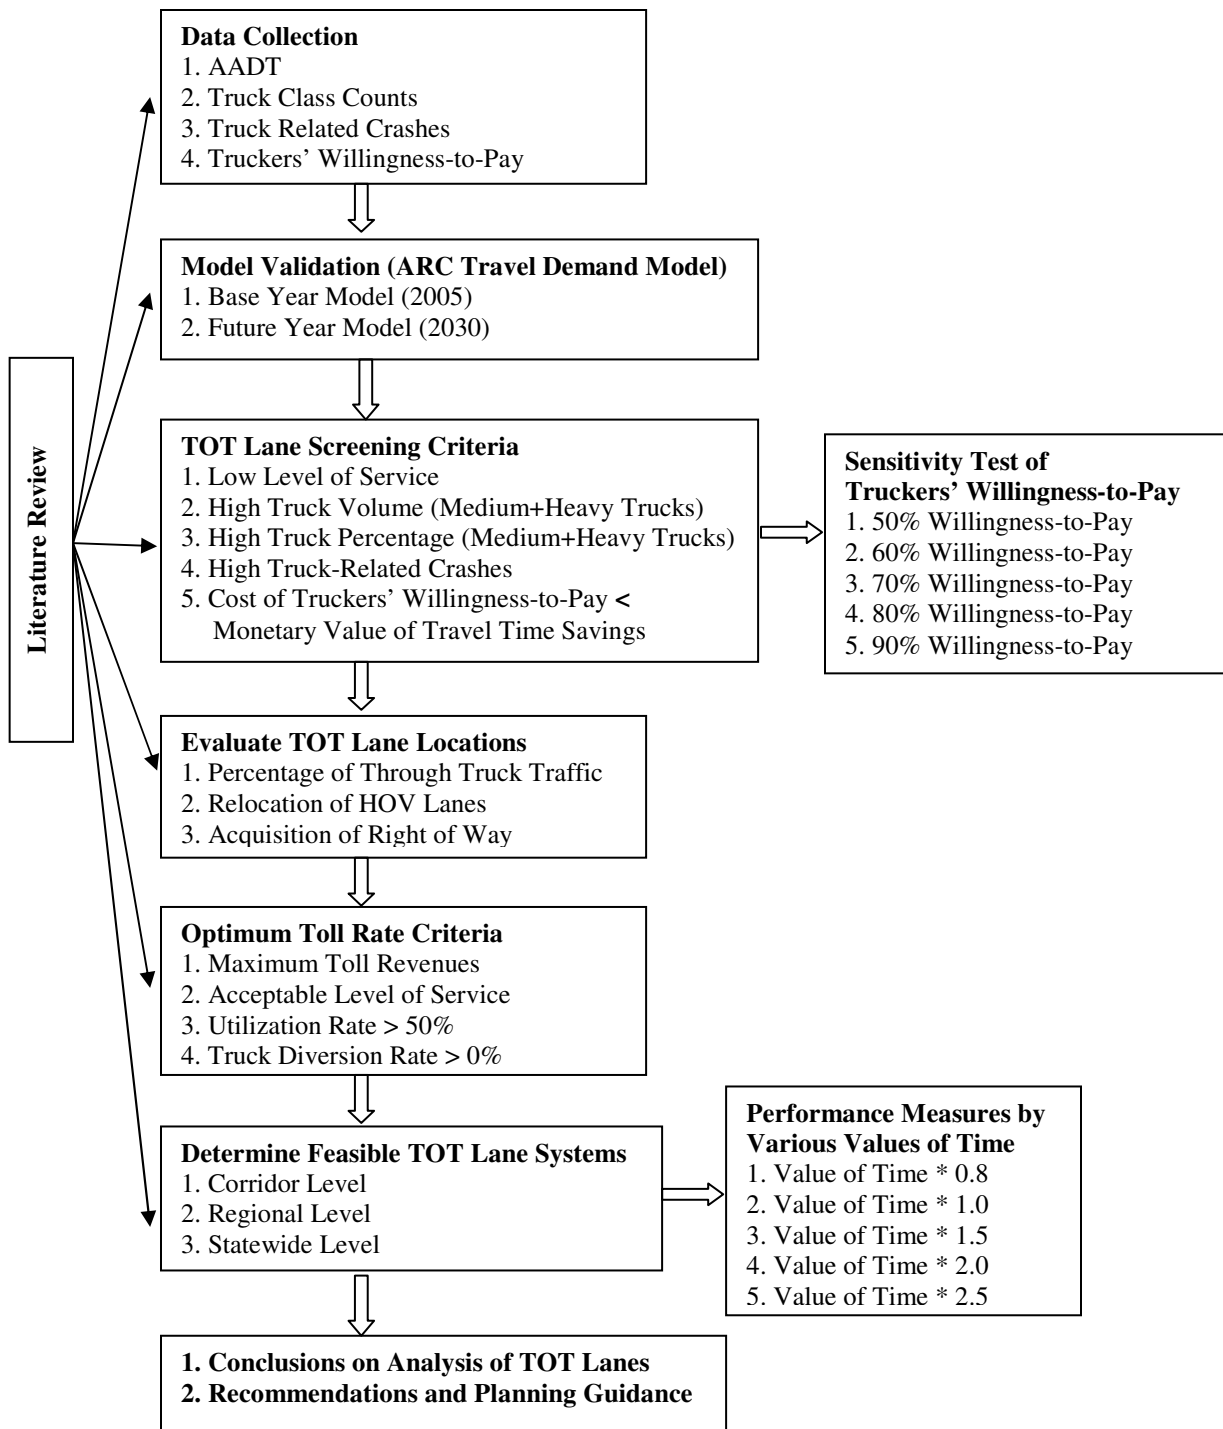 Literature Review
Data Collection
1. AADT
2. Truck Class Counts
3. Truck Related Crashes
4. Truckers’ Willingness-to-Pay
Model Validation (ARC Travel Demand Model)
1. Base Year Model (2005)
2. Future Year Model (2030)
TOT Lane Screening Criteria
1. Low Level of Service
2. High Truck Volume (Medium+Heavy Trucks)
3. High Truck Percentage (Medium+Heavy Trucks)
4. High Truck-Related Crashes
5. Cost of Truckers’ Willingness-to-Pay <
Monetary Value of Travel Time Savings
Sensitivity Test of
Truckers’ Willingness-to-Pay
1. 50% Willingness-to-Pay
2. 60% Willingness-to-Pay
3. 70% Willingness-to-Pay
4. 80% Willingness-to-Pay
5. 90% Willingness-to-Pay
Evaluate TOT Lane Locations
1. Percentage of Through Truck Traffic
2. Relocation of HOV Lanes
3. Acquisition of Right of Way
Optimum Toll Rate Criteria
1. Maximum Toll Revenues
2. Acceptable Level of Service
3. Utilization Rate > 50%
4. Truck Diversion Rate > 0%
Determine Feasible TOT Lane Systems
1. Corridor Level
2. Regional Level
3. Statewide Level
Performance Measures by
Various Values of Time
1. Value of Time * 0.8
2. Value of Time * 1.0
3. Value of Time * 1.5
4. Value of Time * 2.0
5. Value of Time * 2.5
1. Conclusions on Analysis of TOT Lanes
2. Recommendations and Planning Guidance